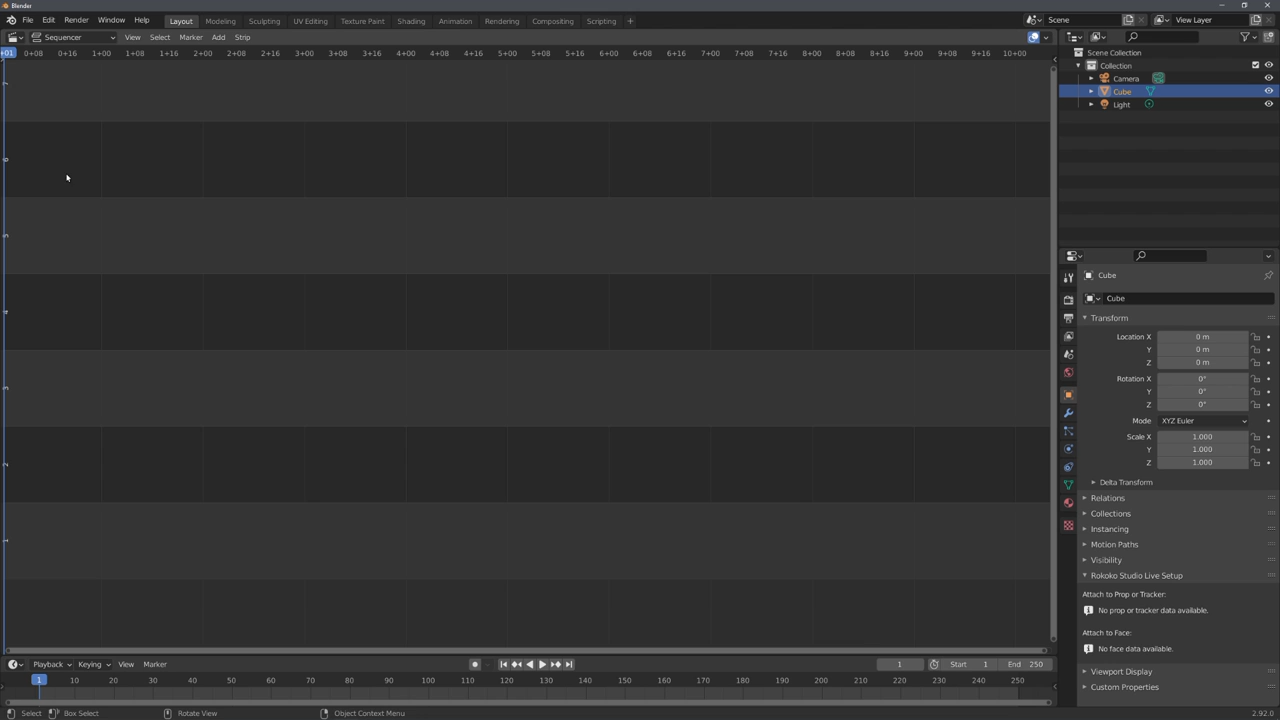 Blender
File Edit Render Window Help Layout Modeling Sculpting UV Editing Texture Paint Shading Animation Rendering Compositing Scripting + Scene View Layer
Sequencer View Select Marker Add Strip
+01 0+08 0+16 1+00 1+08 1+16 2+00 2+08 2+16 3+00 3+08 3+16 4+00 4+08 4+16 5+00 5+08 5+16 6+00 6+08 6+16 7+00 7+08 7+16 8+00 8+08 8+16 9+00 9+08 9+16 10+00
Scene Collection
Collection
Camera
Cube
Light
7
6
5
4
3
2
1
Cube
Cube
Transform
Location X 0 m
Y 0 m
Z 0 m
Rotation X 0°
Y 0°
Z 0°
Mode XYZ Euler
Scale X 1.000
Y 1.000
Z 1.000
Delta Transform
Relations
Collections
Instancing
Motion Paths
Visibility
Rokoko Studio Live Setup
Attach to Prop or Tracker:
No prop or tracker data available.
Attach to Face:
No face data available.
Viewport Display
Custom Properties
Playback Keying View Marker 1 Start 1 End 250
1 10 20 30 40 50 60 70 80 90 100 110 120 130 140 150 160 170 180 190 200 210 220 230 240 250
Select Box Select Rotate View Object Context Menu 2.92.0